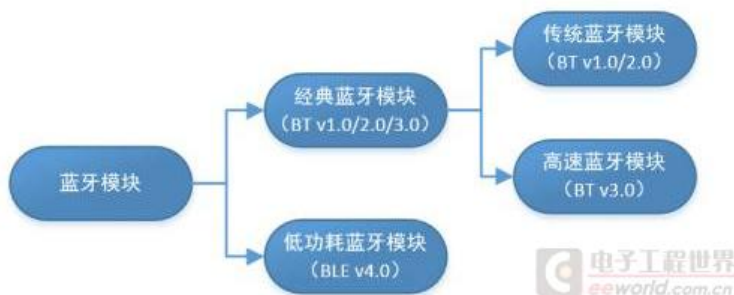 传统蓝牙模块
（BT v1.0/2.0）
经典蓝牙模块
（BT v1.0/2.0/3.0）
蓝牙模块
高速蓝牙模块
（BT v3.0）
低功耗蓝牙模块
（BLE v4.0）
电子工程世界
eeworld.com.cn